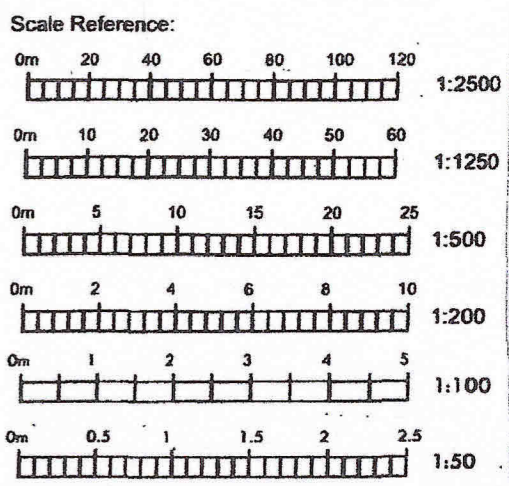 Scale Reference:
0m 20 40 60 80 100 120
1:2500
0m 10 20 30 40 50 60
1:1250
0m 5 10 15 20 25
1:500
0m 2 4 6 8 10
1:200
0m 1 2 3 4 5
1:100
0m 0.5 1 1.5 2 2.5
1:50